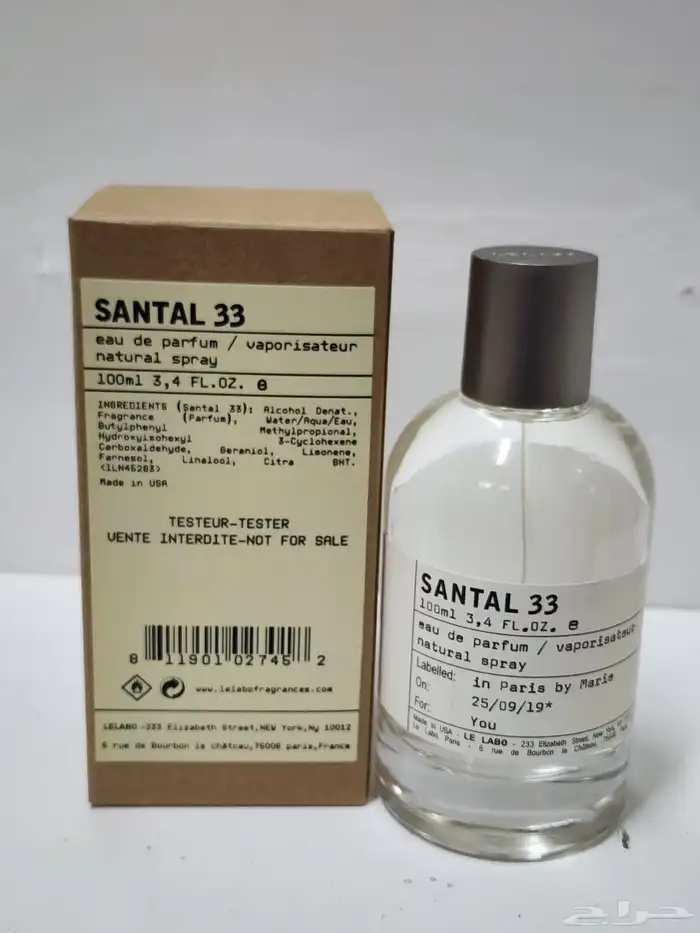 SANTAL 33
eau de parfum / vaporisateur
natural spray
100ml 3,4 FL.OZ. e
INGREDIENTS (Santal 33): Alcohol Denat.,
Fragrance (Parfum), Water/Aqua/Eau,
Butylphenyl Methylpropional,
Hydroxyisohexyl 3-Cyclohexene
Carboxaldehyde, Geraniol, Limonene,
Farnesol, Linalool, Citra BHT.
<ILN45283>
Made in USA
TESTEUR-TESTER
VENTE INTERDITE-NOT FOR SALE
8 11901 02745 2
www.lelabofragrances.com
LELABO -233 Elizabeth Street,NEW York,Ny 10012
6 rue de Bourbon le château,75006 paris,France
SANTAL 33
100ml 3,4 FL.OZ. e
eau de parfum / vaporisateur
natural spray
Labelled: in Paris by Marie
On: 25/09/19*
For: You
Made in USA - LE LABO - 233 Elizabeth Street, New York,
Le Labo Paris - 6 rue de Bourbon le Château, 75006
حراج